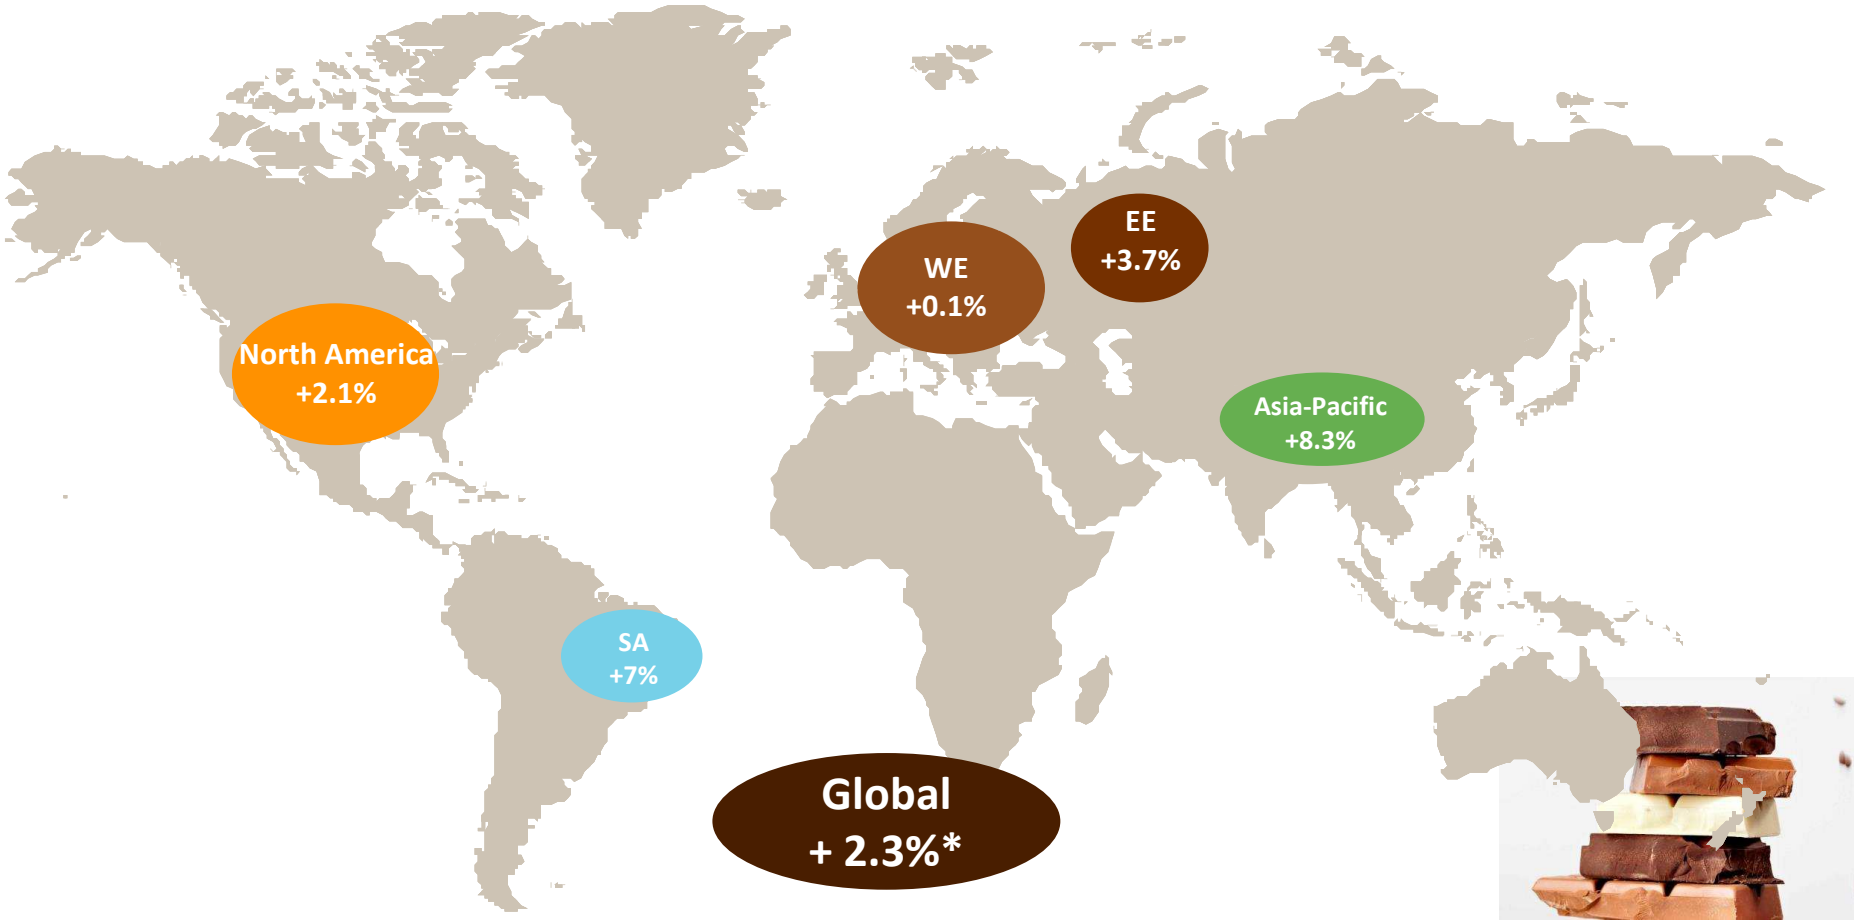 EE
+3.7%
WE
+0.1%
North America
+2.1%
Asia-Pacific
+8.3%
SA
+7%
Global
+ 2.3%*